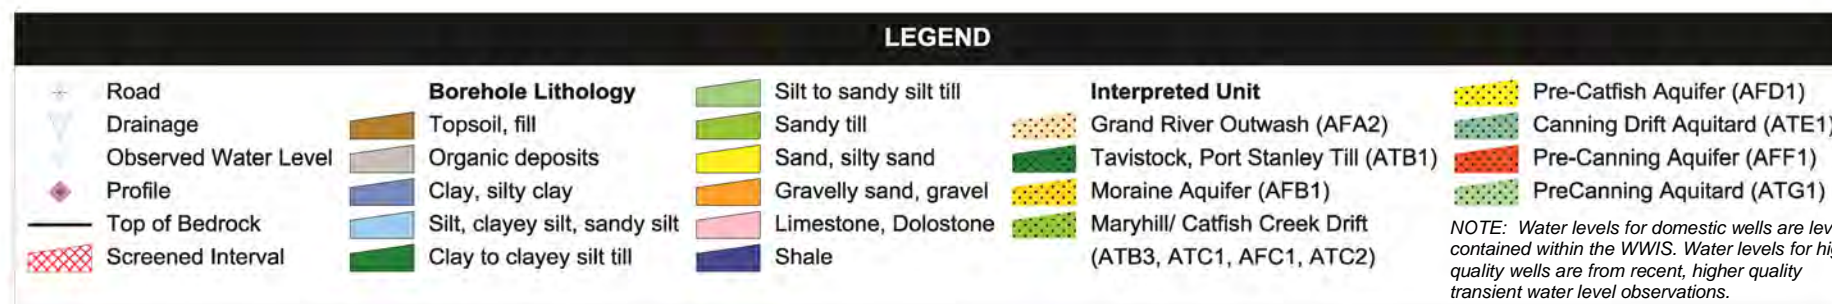 LEGEND
Road
Drainage
Observed Water Level
Profile
Top of Bedrock
Screened Interval
Borehole Lithology
Topsoil, fill
Organic deposits
Clay, silty clay
Silt, clayey silt, sandy silt
Clay to clayey silt till
Silt to sandy silt till
Sandy till
Sand, silty sand
Gravelly sand, gravel
Limestone, Dolostone
Shale
Interpreted Unit
Grand River Outwash (AFA2)
Tavistock, Port Stanley Till (ATB1)
Moraine Aquifer (AFB1)
Maryhill/ Catfish Creek Drift
(ATB3, ATC1, AFC1, ATC2)
Pre-Catfish Aquifer (AFD1)
Canning Drift Aquitard (ATE1)
Pre-Canning Aquifer (AFF1)
PreCanning Aquitard (ATG1)
NOTE: Water levels for domestic wells are
contained within the WWIS. Water levels for
quality wells are from recent, higher quality
transient water level observations.